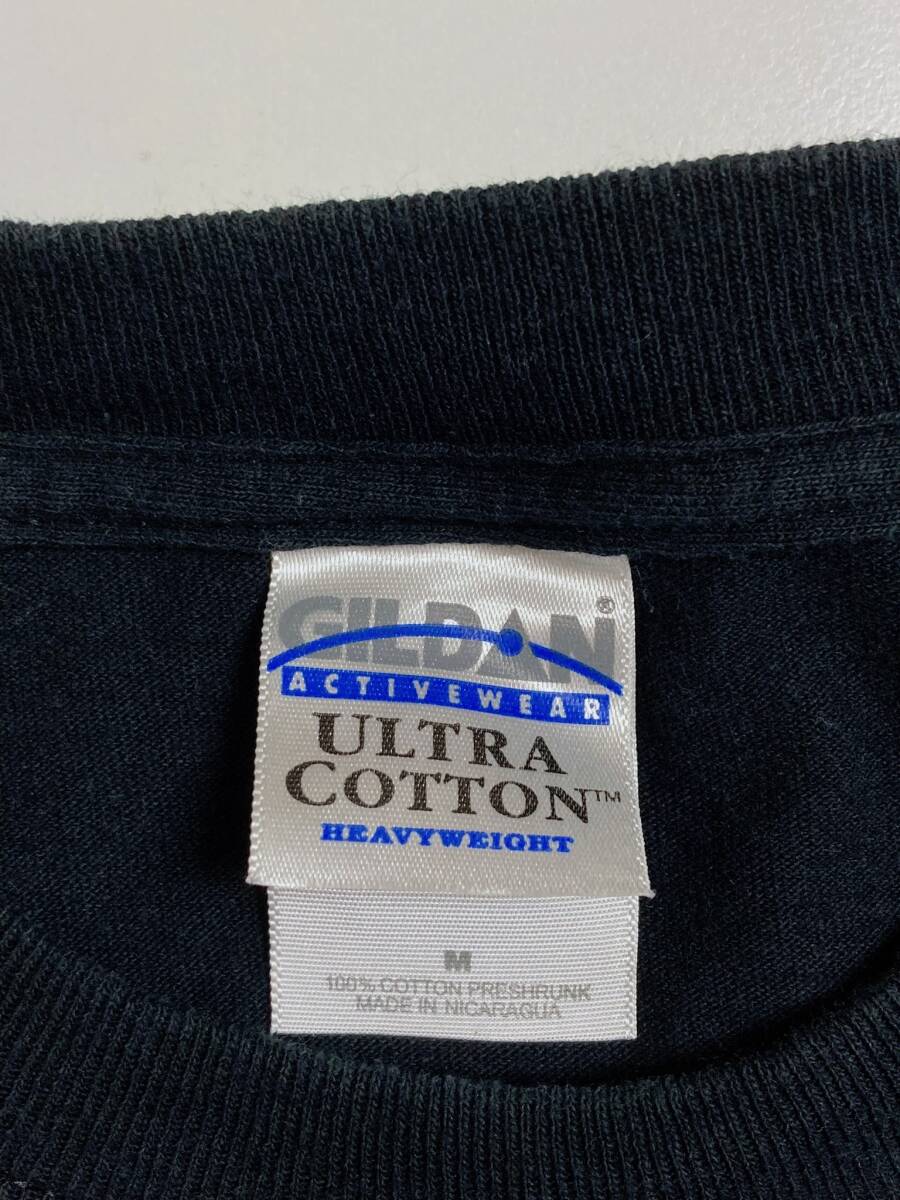 GILDAN®
ACTIVEWEAR
ULTRA
COTTON™
HEAVYWEIGHT
M
100% COTTON PRESHRUNK
MADE IN NICARAGUA